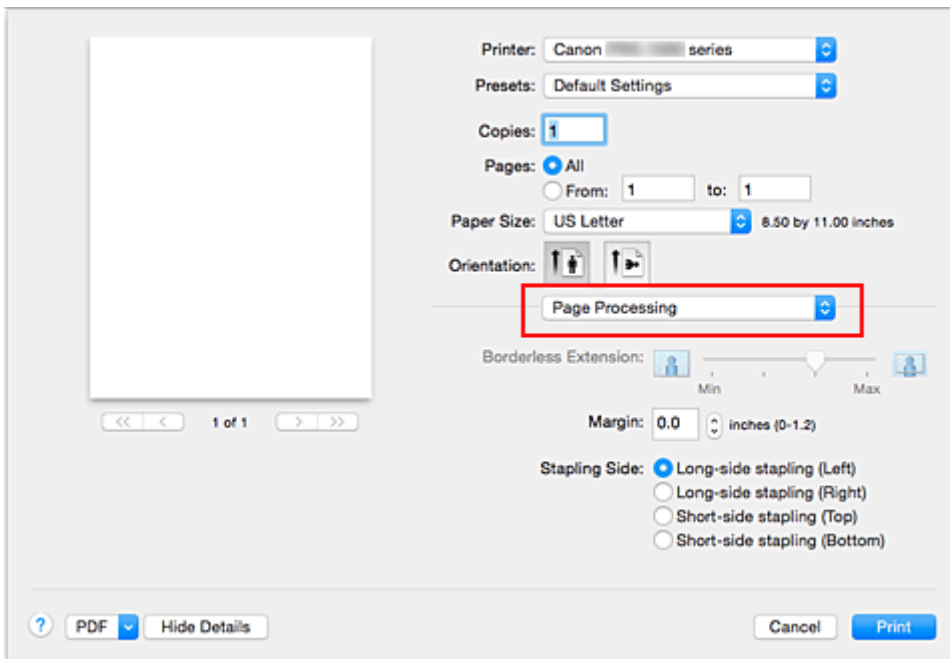 Printer: Canon series
Presets: Default Settings
Copies: 1
Pages: All
From: 1 to: 1
Paper Size: US Letter 8.50 by 11.00 inches
Orientation:
Page Processing
Borderless Extension:
Min Max
<< < 1 of 1 > >>
Margin: 0.0 inches (0-1.2)
Stapling Side: Long-side stapling (Left)
Long-side stapling (Right)
Short-side stapling (Top)
Short-side stapling (Bottom)
? PDF Hide Details Cancel Print